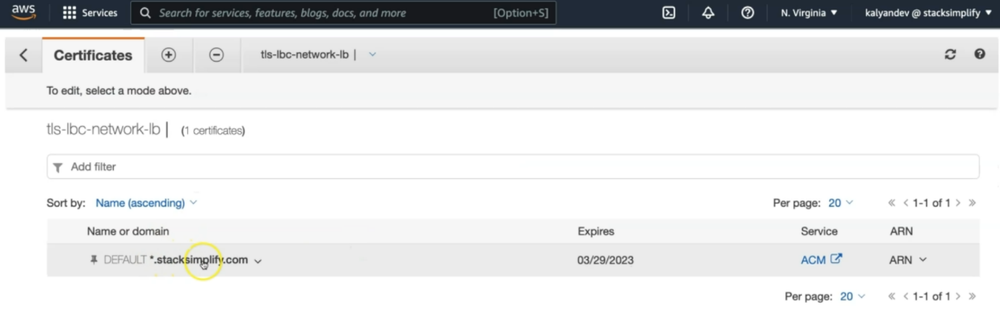 aws Services Search for services, features, blogs, docs, and more [Option+S] N. Virginia ▼ kalyandev @ stacksimplify ▼
Certificates tls-lbc-network-lb |
To edit, select a mode above.
tls-lbc-network-lb | (1 certificates)
Add filter
Sort by: Name (ascending) Per page: 20 « < 1-1 of 1 > »
Name or domain Expires Service ARN
DEFAULT *.stacksimplify.com 03/29/2023 ACM ARN
Per page: 20 « < 1-1 of 1 > »